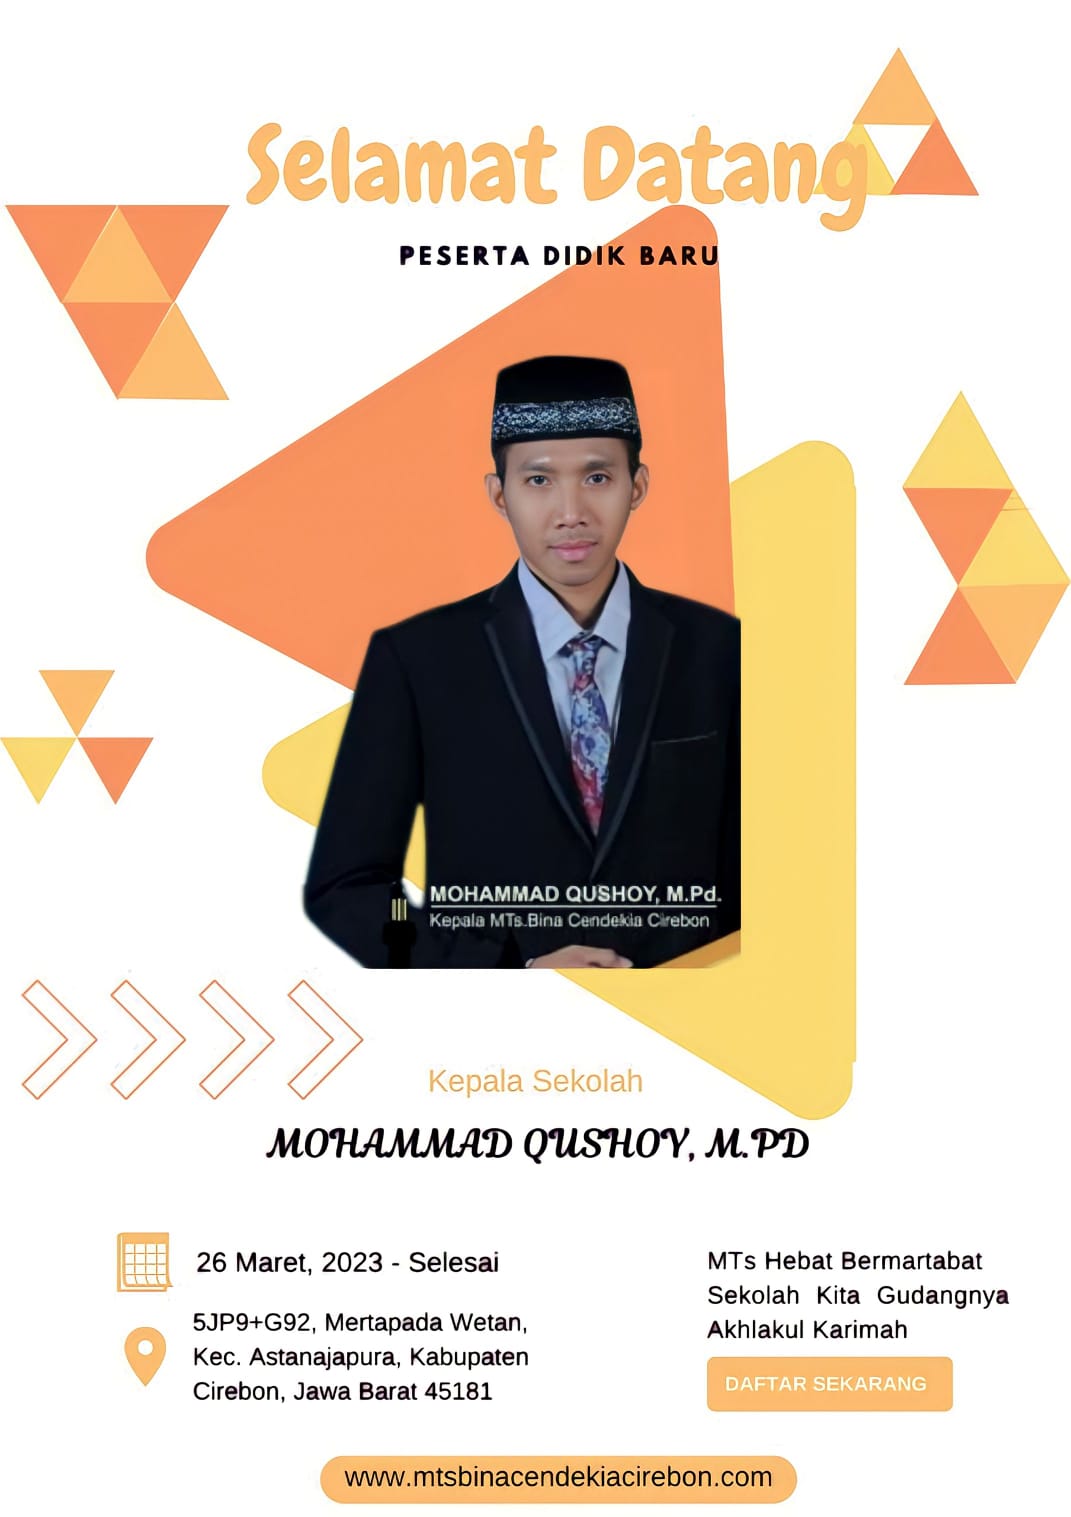 Selamat Datang
PESERTA DIDIK BARU
MOHAMMAD QUSHOY, M.Pd.
Kepala MTs.Bina Cendekia Cirebon
Kepala Sekolah
MOHAMMAD QUSHOY, M.PD
26 Maret, 2023 - Selesai
5JP9+G92, Mertapada Wetan,
Kec. Astanajapura, Kabupaten
Cirebon, Jawa Barat 45181
MTs Hebat Bermartabat
Sekolah Kita Gudangnya
Akhlakul Karimah
DAFTAR SEKARANG
www.mtsbinacendekiacirebon.com